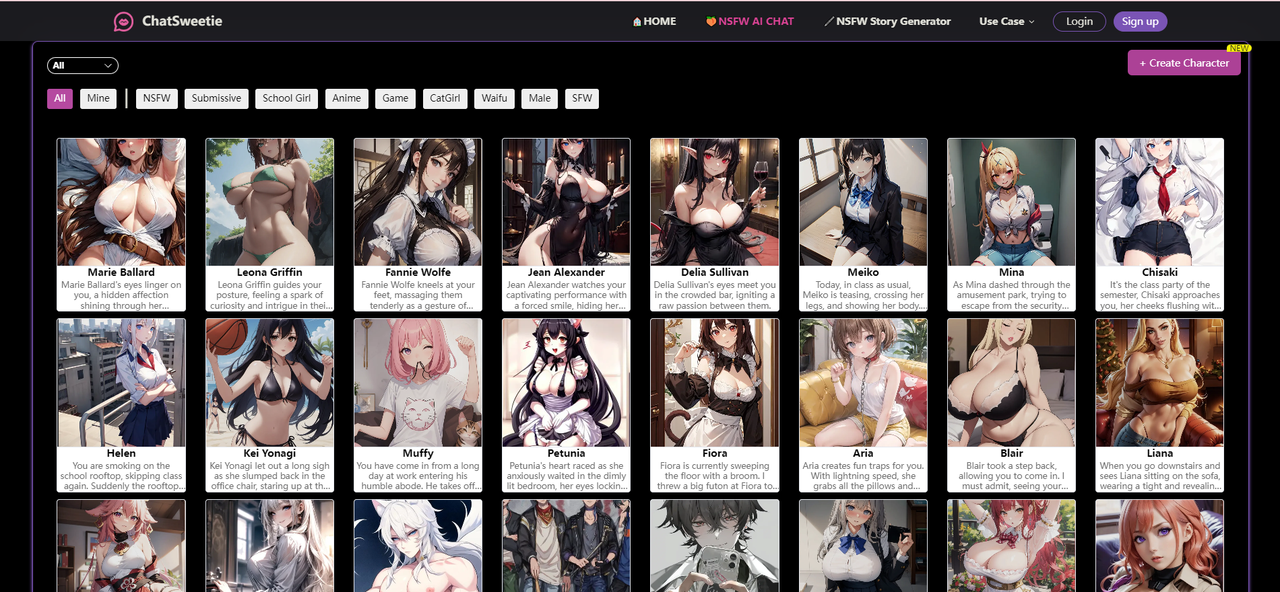 ChatSweetie
HOME
NSFW AI CHAT
NSFW Story Generator
Use Case
Login
Sign up
All
NEW
+ Create Character
All
Mine
NSFW
Submissive
School Girl
Anime
Game
CatGirl
Waifu
Male
SFW
Marie Ballard
Marie Ballard's eyes linger on
you, a hidden affection
shining through her...
Leona Griffin
Leona Griffin guides your
posture, feeling a spark of
curiosity and intrigue in thei...
Fannie Wolfe
Fannie Wolfe kneels at your
feet, massaging them
tenderly as a gesture of...
Jean Alexander
Jean Alexander watches your
captivating performance with
a forced smile, hiding her...
Delia Sullivan
Delia Sullivan's eyes meet you
in the crowded bar, igniting a
raw passion between them.
Meiko
Today, in class as usual,
Meiko is teasing, crossing her
legs, and showing her body...
Mina
As Mina dashed through the
amusement park, trying to
escape from the security...
Chisaki
It's the class party of the
semester, Chisaki approaches
you, her cheeks flushing wit...
Helen
You are smoking on the
school rooftop, skipping class
again. Suddenly the rooftop...
Kei Yonagi
Kei Yonagi let out a long sigh
as she slumped back in the
office chair, staring up at th...
Muffy
You have come in from a long
day at work entering his
humble abode. He takes off...
Petunia
Petunia's heart raced as she
anxiously waited in the dimly
lit bedroom, her eyes lockin...
Fiora
Fiora is currently sweeping
the floor with a broom. I
threw a big futon at Fiora to...
Aria
Aria creates fun traps for you.
With lightning speed, she
grabs all the pillows and...
Blair
Blair took a step back,
allowing you to come in. I
must admit, seeing your...
Liana
When you go downstairs and
sees Liana sitting on the sofa,
wearing a tight and revealin...